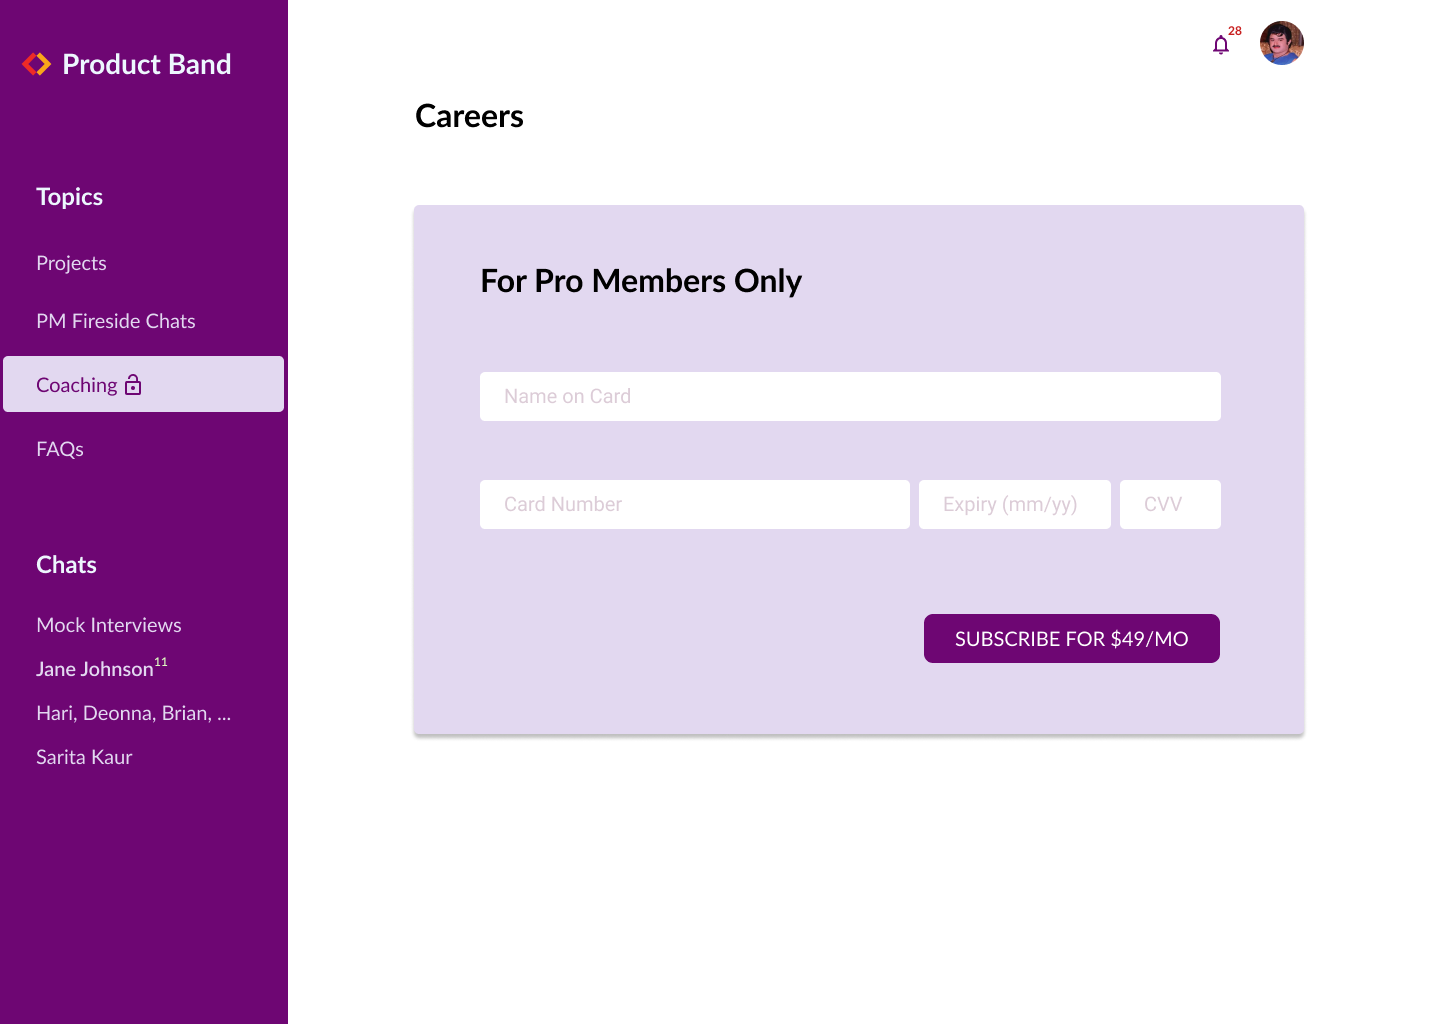 Product Band
Topics
Projects
PM Fireside Chats
Coaching
FAQs
Chats
Mock Interviews
Jane Johnson 11
Hari, Deonna, Brian, ...
Sarita Kaur
28
Careers
For Pro Members Only
Name on Card
Card Number
Expiry (mm/yy)
CVV
SUBSCRIBE FOR $49/MO